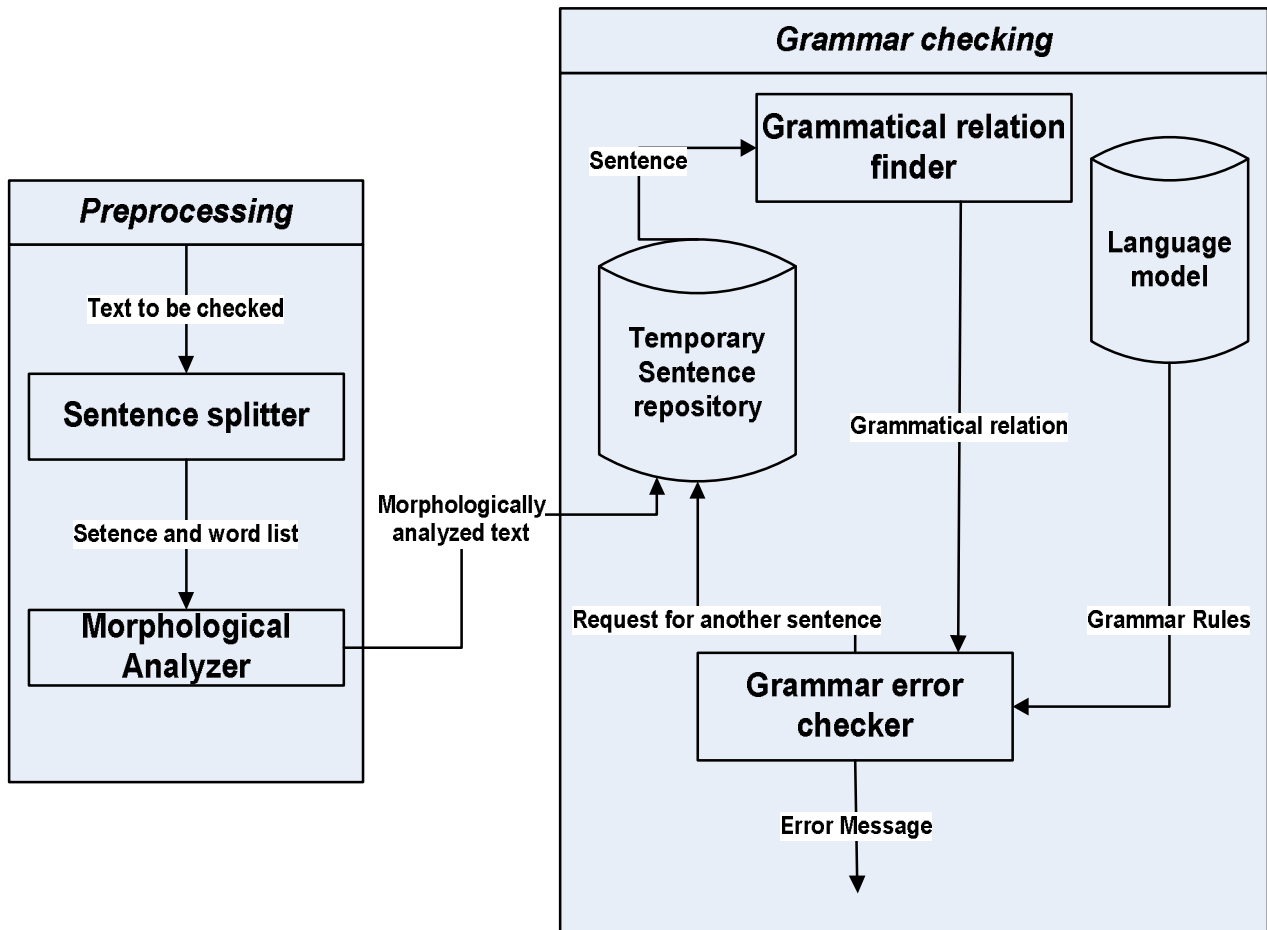 Preprocessing
Text to be checked
Sentence splitter
Setence and word list
Morphological
Analyzer
Morphologically
analyzed text
Grammar checking
Grammatical relation
finder
Sentence
Language
model
Temporary
Sentence
repository
Grammatical relation
Request for another sentence
Grammar Rules
Grammar error
checker
Error Message